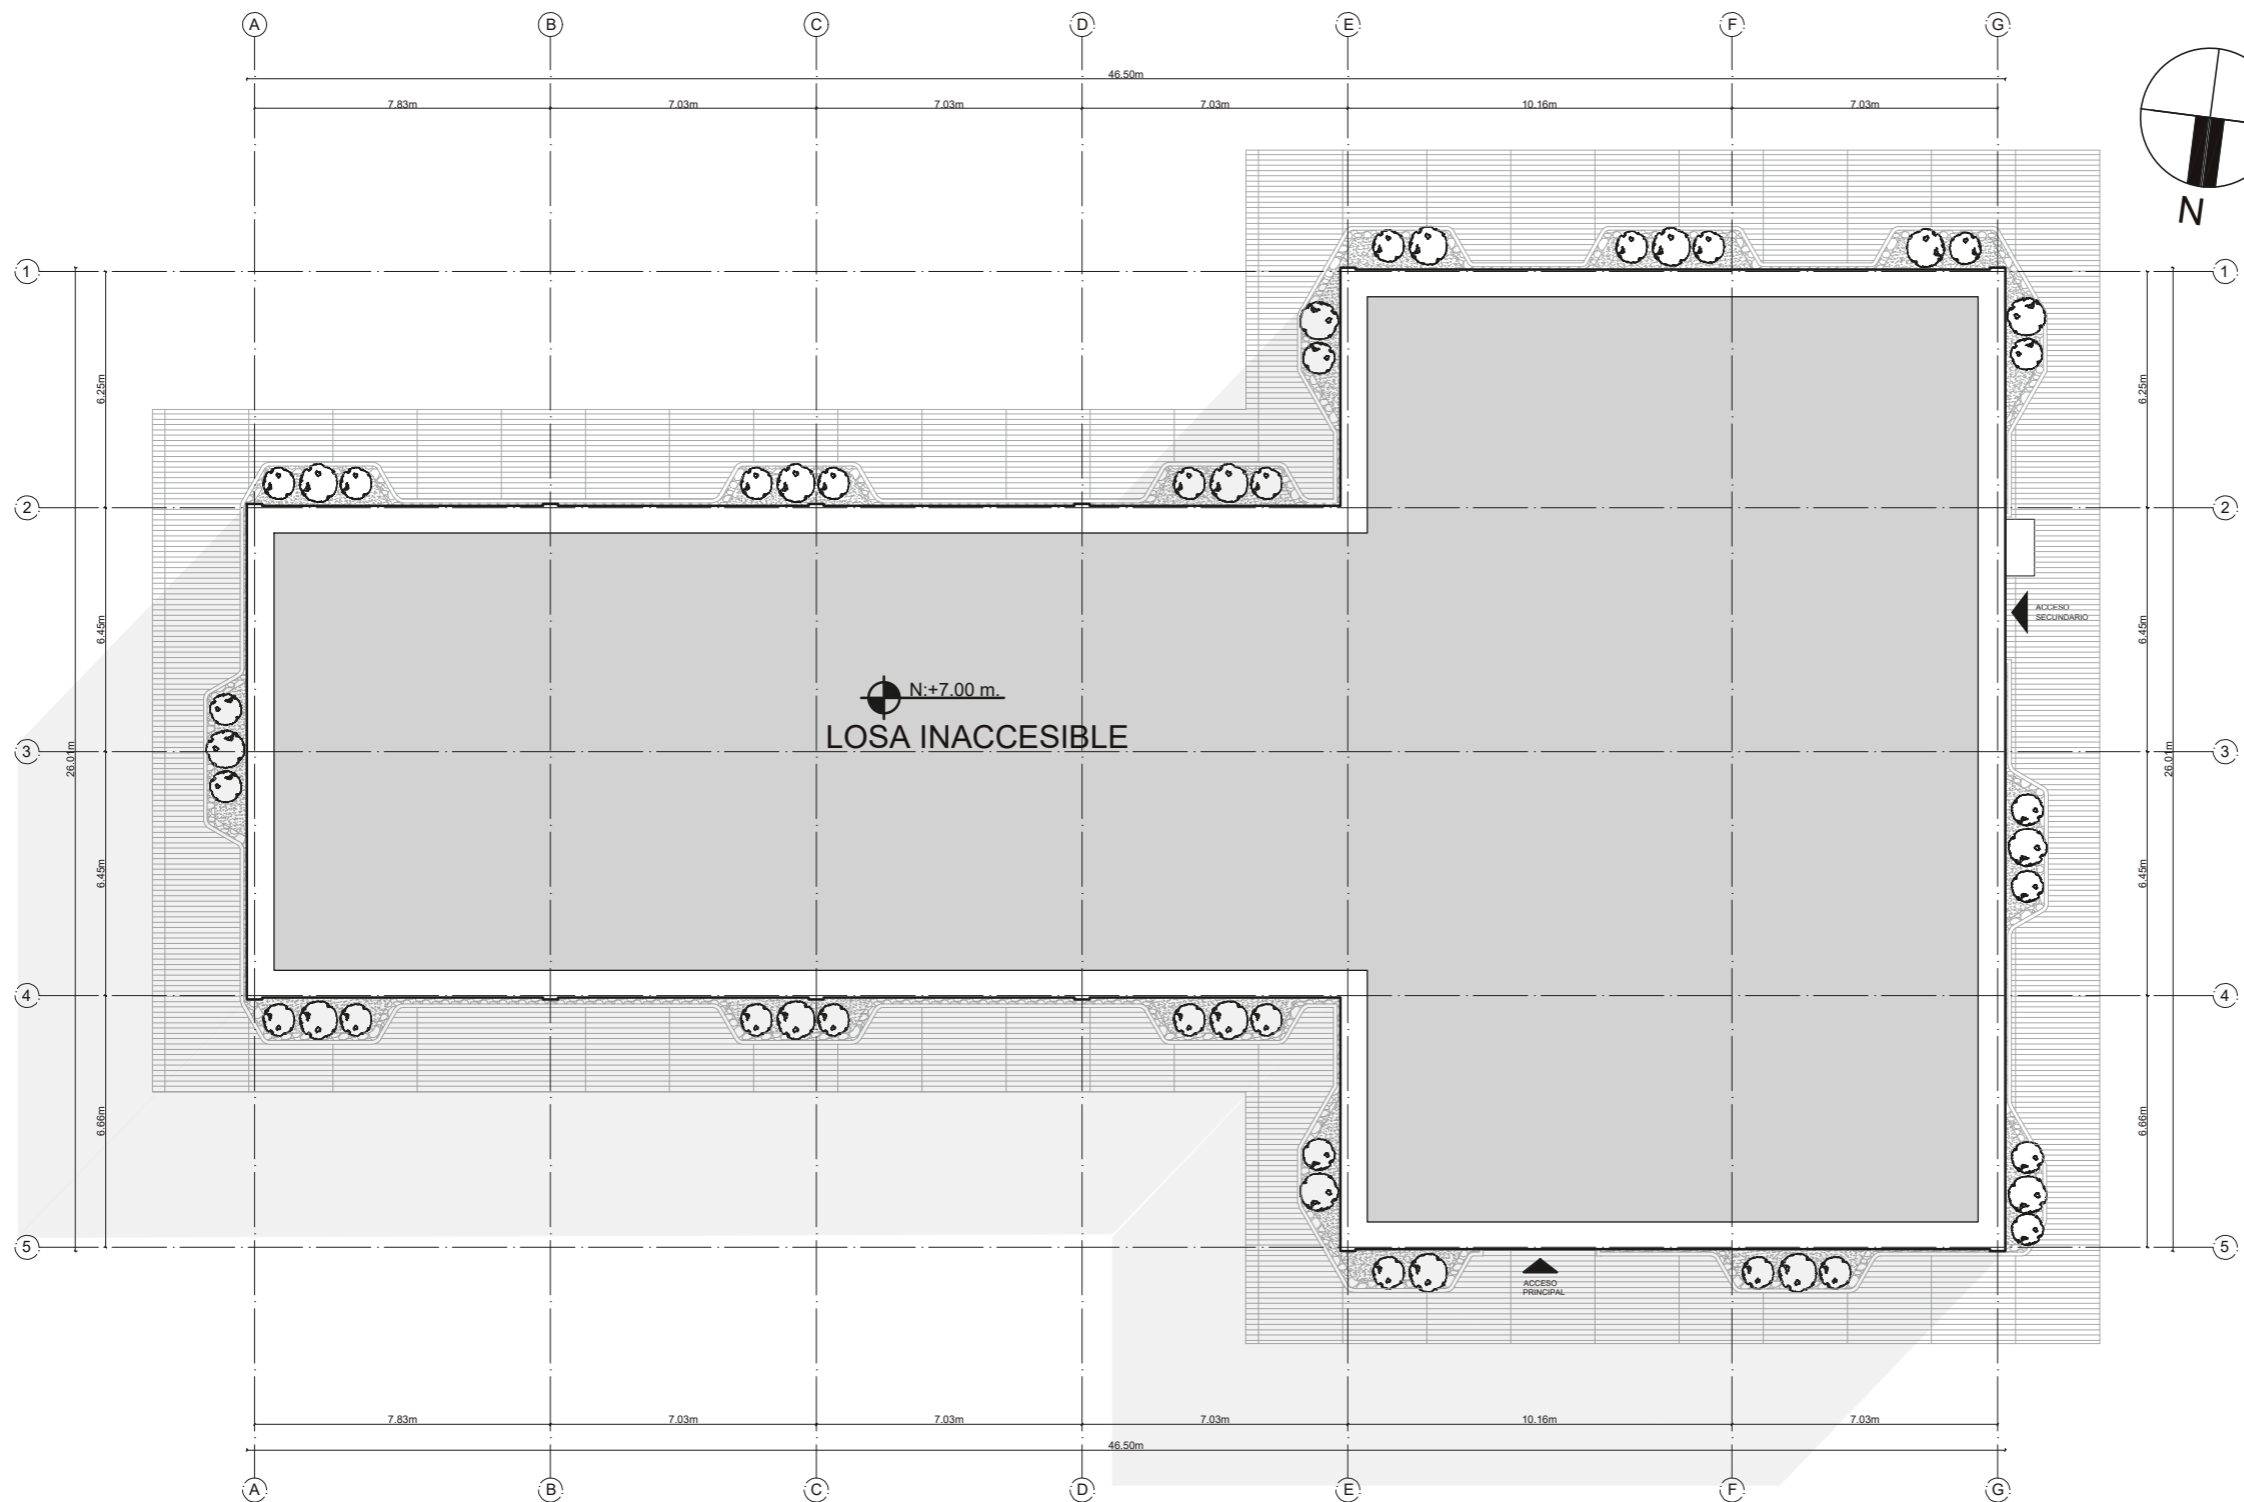 A B C D E F G
46.50m
7.83m 7.03m 7.03m 7.03m 10.16m 7.03m
N
1 1
6.25m 6.25m
2 2
ACCESO
SECUNDARIO
6.45m 6.45m
N:+7.00 m.
LOSA INACCESIBLE
3 3
26.01m 26.01m
6.45m 6.45m
4 4
6.66m 6.66m
5 5
ACCESO
PRINCIPAL
7.83m 7.03m 7.03m 7.03m 10.16m 7.03m
46.50m
A B C D E F G